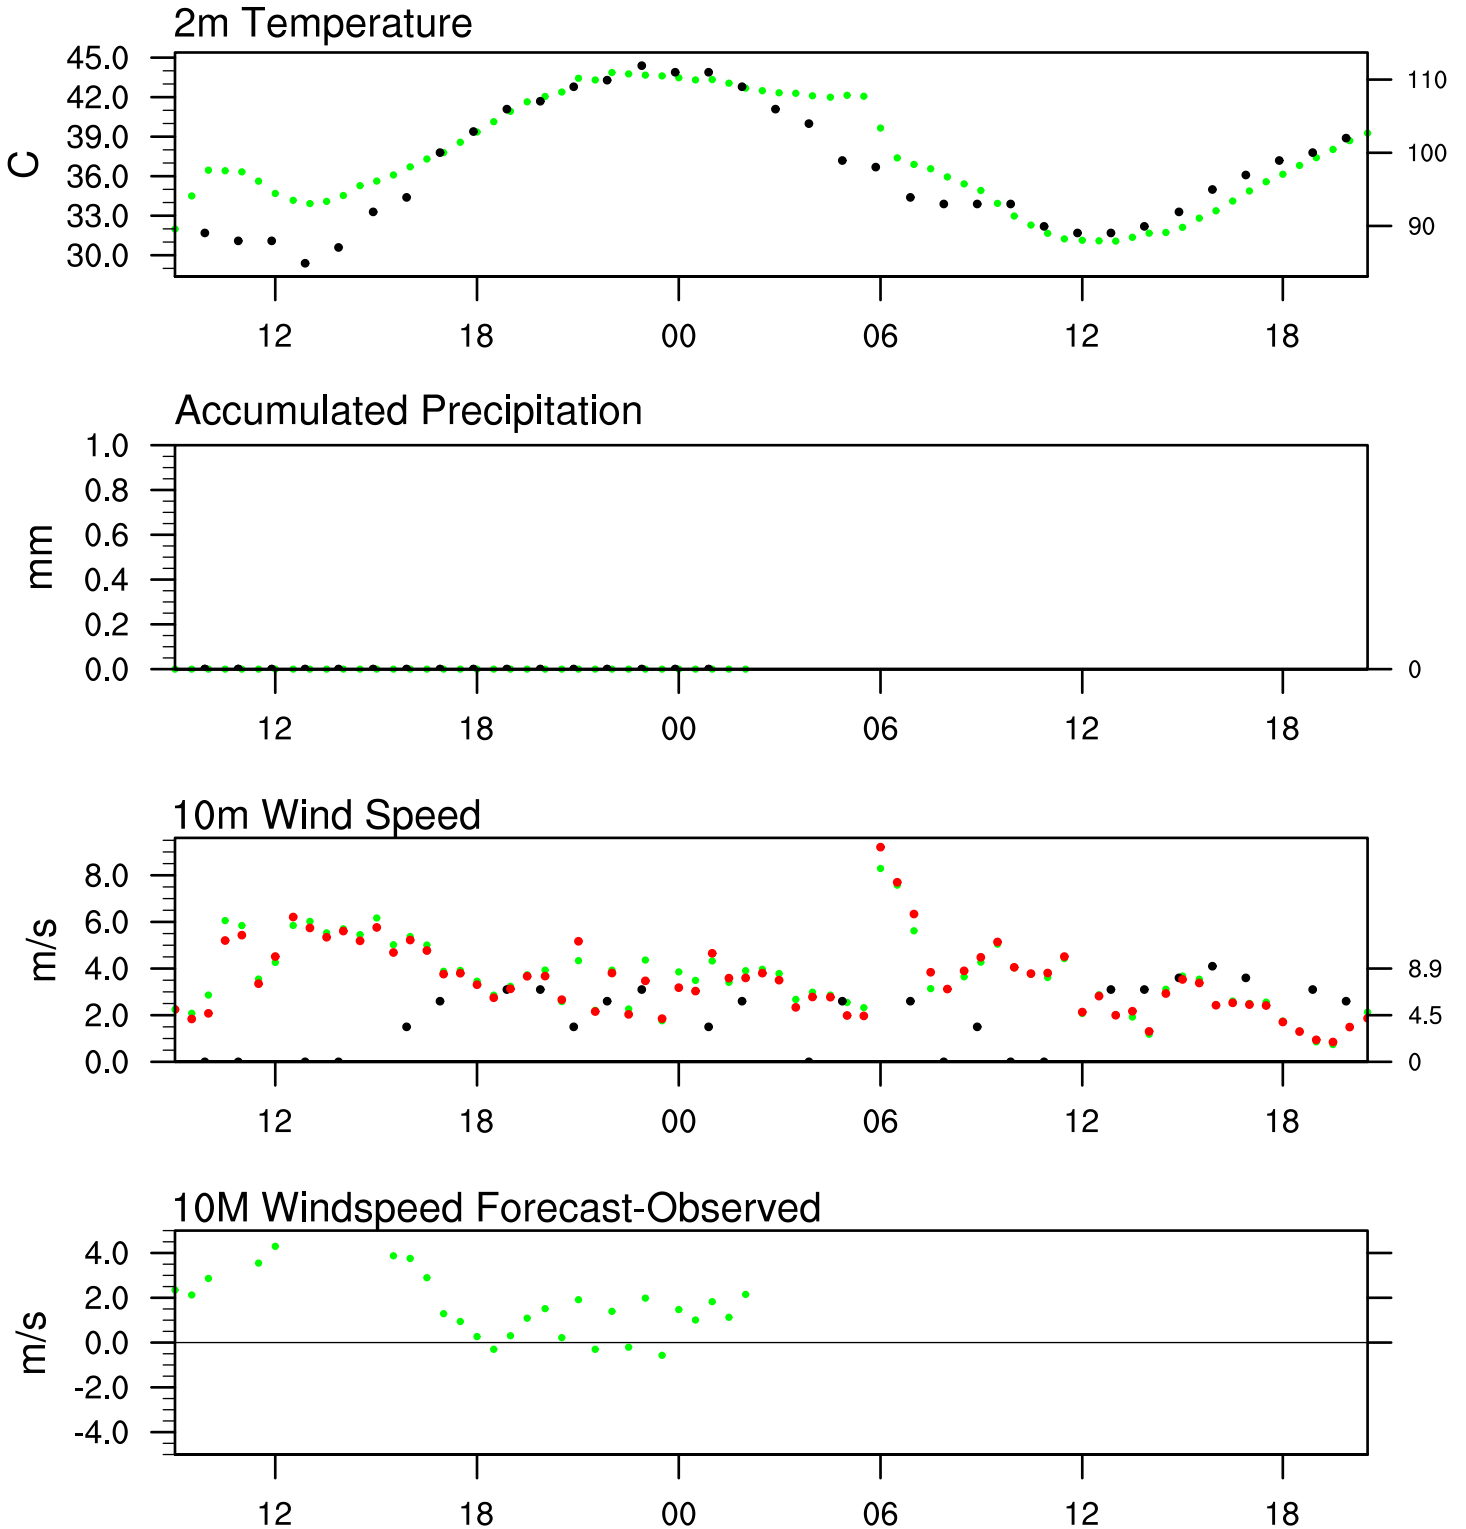 2m Temperature
45.0
42.0
39.0
36.0
33.0
30.0
C
110
100
90
12 18 00 06 12 18
Accumulated Precipitation
1.0
0.8
0.6
0.4
0.2
0.0
mm
0
12 18 00 06 12 18
10m Wind Speed
8.0
6.0
4.0
2.0
0.0
m/s
8.9
4.5
0
12 18 00 06 12 18
10M Windspeed Forecast-Observed
4.0
2.0
0.0
-2.0
-4.0
m/s
12 18 00 06 12 18